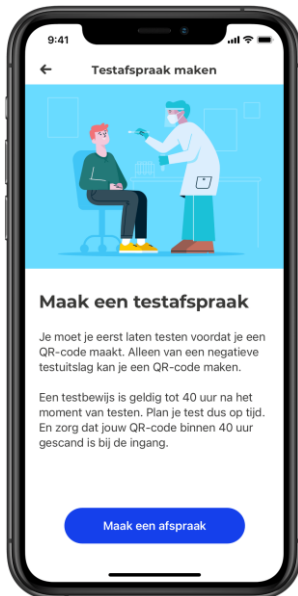 9:41
Testafspraak maken
Maak een testafspraak
Je moet je eerst laten testen voordat je een
QR-code maakt. Alleen van een negatieve
testuitslag kan je een QR-code maken.
Een testbewijs is geldig tot 40 uur na het
moment van testen. Plan je test dus op tijd.
En zorg dat jouw QR-code binnen 40 uur
gescand is bij de ingang.
Maak een afspraak